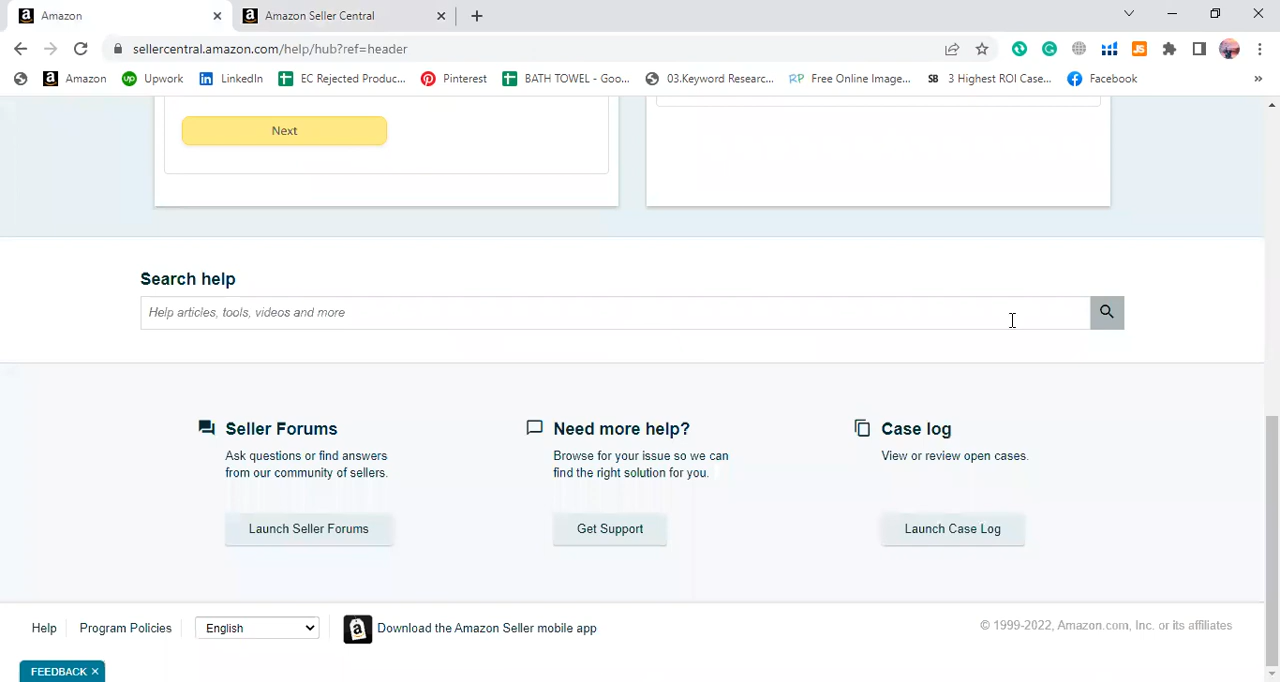 Amazon
Amazon Seller Central
sellercentral.amazon.com/help/hub?ref=header
Amazon
Upwork
LinkedIn
EC Rejected Produc...
Pinterest
BATH TOWEL - Goo...
03.Keyword Researc...
RP Free Online Image...
SB 3 Highest ROI Case...
Facebook
Next
Search help
Help articles, tools, videos and more
Seller Forums
Ask questions or find answers
from our community of sellers.
Launch Seller Forums
Need more help?
Browse for your issue so we can
find the right solution for you.
Get Support
Case log
View or review open cases.
Launch Case Log
Help
Program Policies
English
Download the Amazon Seller mobile app
© 1999-2022, Amazon.com, Inc. or its affiliates
FEEDBACK ×